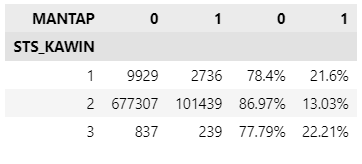 MANTAP 0 1 0 1
STS_KAWIN
1 9929 2736 78.4% 21.6%
2 677307 101439 86.97% 13.03%
3 837 239 77.79% 22.21%